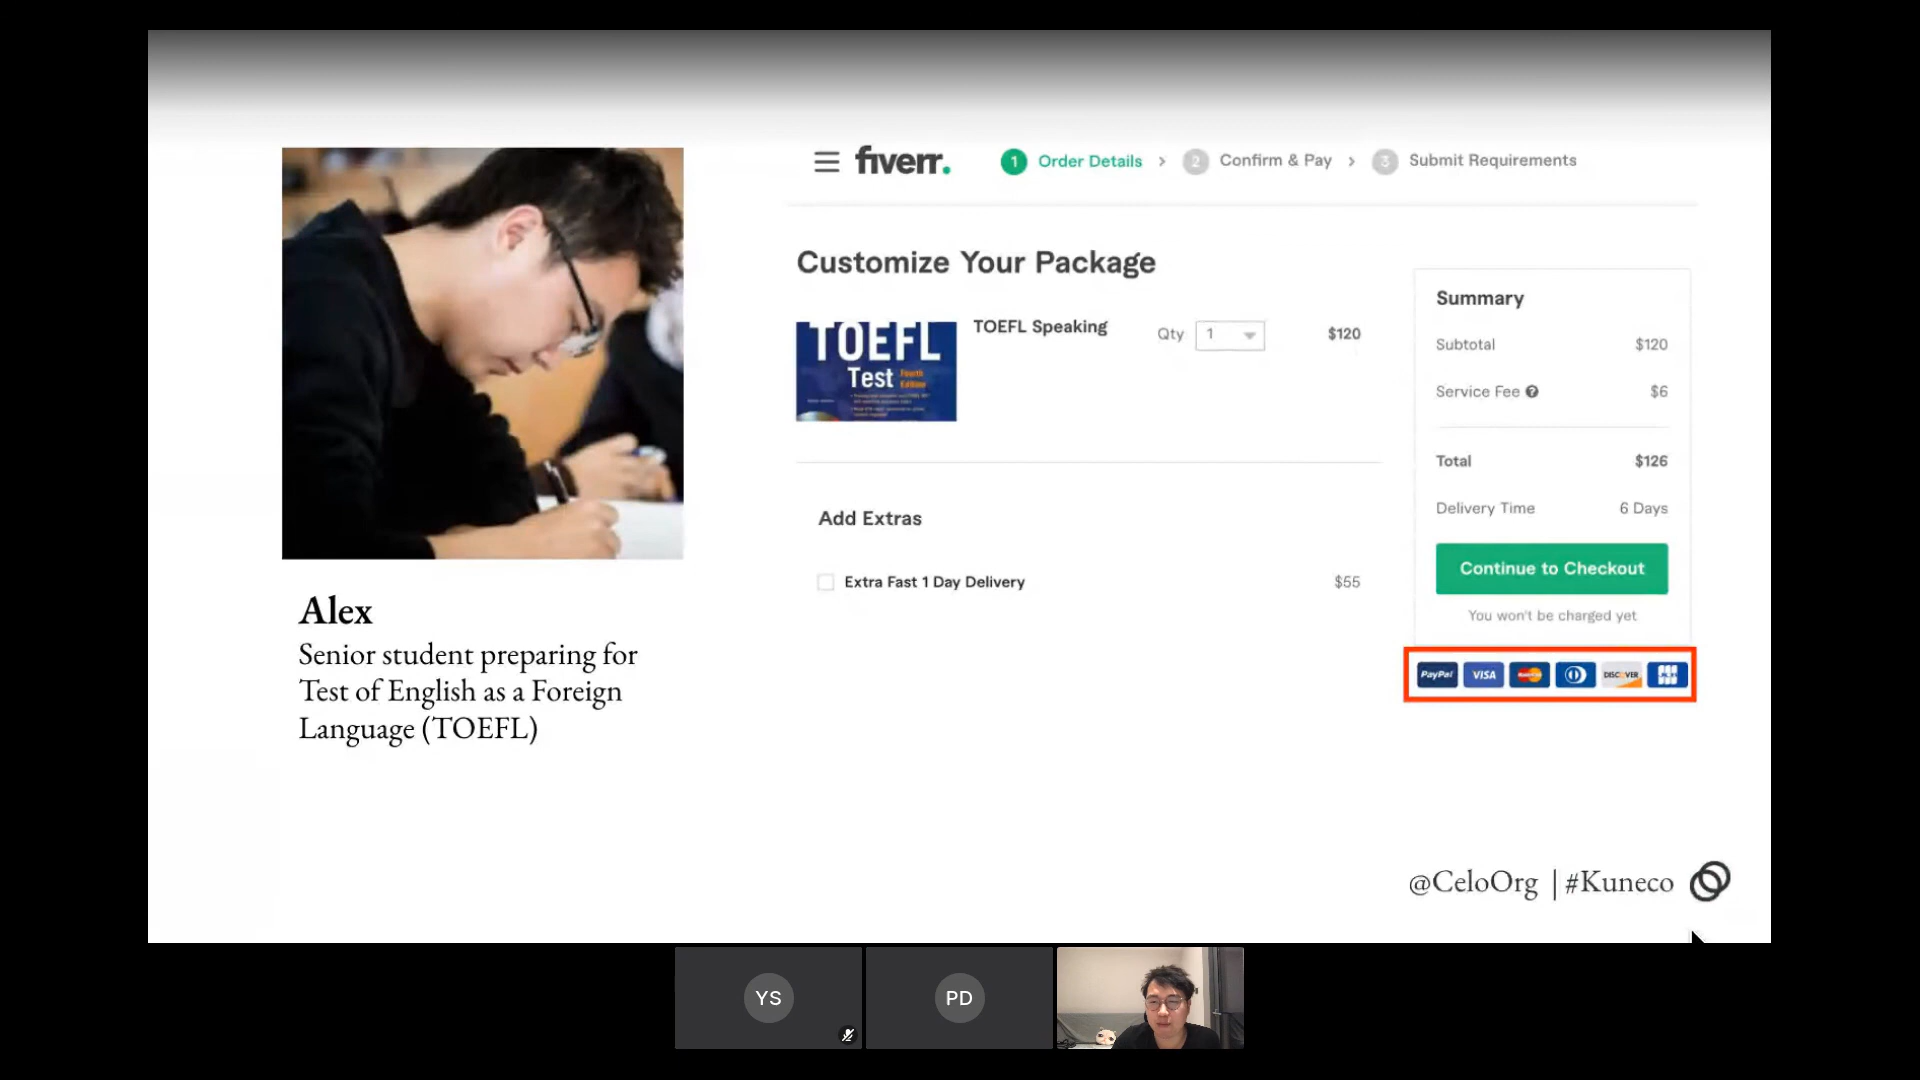 fiverr.
1 Order Details > 2 Confirm & Pay > 3 Submit Requirements
Customize Your Package
TOEFL
Test Fourth
Edition
TOEFL Speaking
Qty 1
$120
Add Extras
Extra Fast 1 Day Delivery $55
Summary
Subtotal $120
Service Fee ?
$6
Total $126
Delivery Time 6 Days
Continue to Checkout
You won't be charged yet
PayPal VISA DISCOVER
Alex
Senior student preparing for
Test of English as a Foreign
Language (TOEFL)
@CeloOrg | #Kuneco
YS
PD